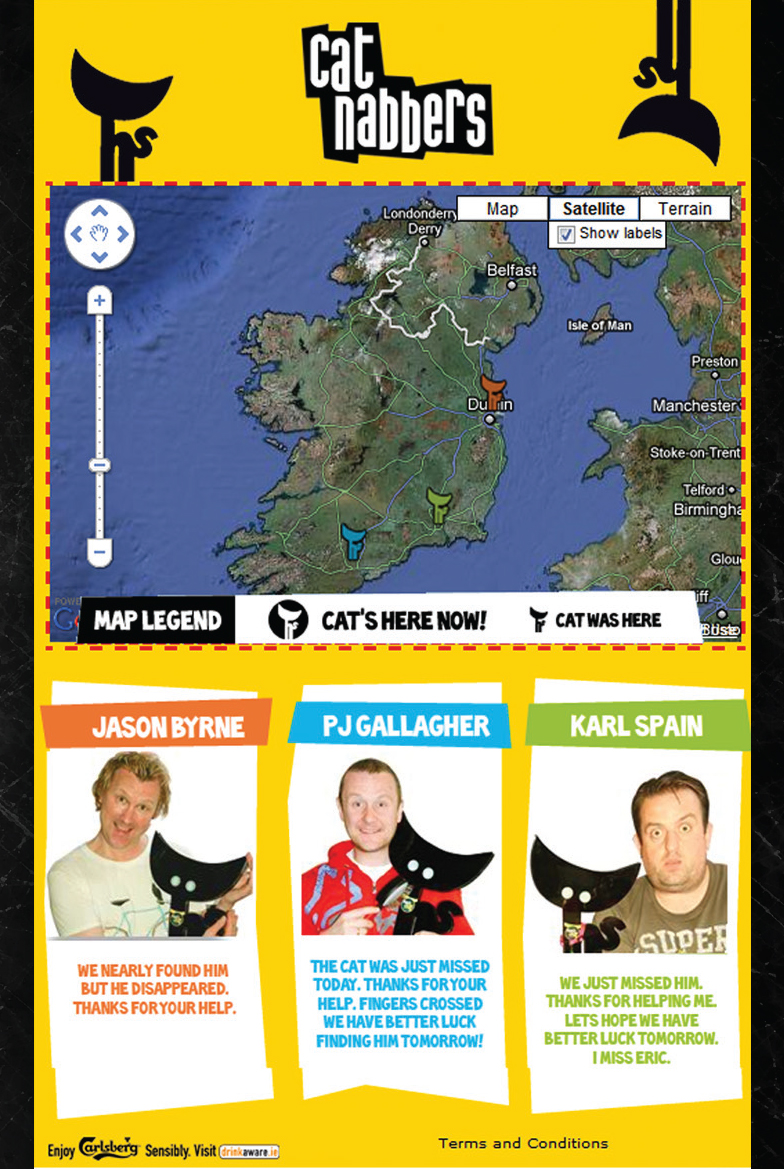 cat
nabbers
Londonderry
Derry
Map
Satellite
Terrain
Show labels
Belfast
Isle of Man
Preston
Manchester
Stoke-on-Trent
Telford
MAP LEGEND
CAT'S HERE NOW!
CAT WAS HERE
JASON BYRNE
PJ GALLAGHER
KARL SPAIN
SUPER
WE NEARLY FOUND HIM
BUT HE DISAPPEARED.
THANKS FOR YOUR HELP.
THE CAT WAS JUST MISSED
TODAY. THANKS FOR YOUR
HELP. FINGERS CROSSED
WE HAVE BETTER LUCK
FINDING HIM TOMORROW!
WE JUST MISSED HIM.
THANKS FOR HELPING ME.
LETS HOPE WE HAVE
BETTER LUCK TOMORROW.
I MISS ERIC.
Enjoy Carlsberg Sensibly. Visit drinkaware.ie
Terms and Conditions